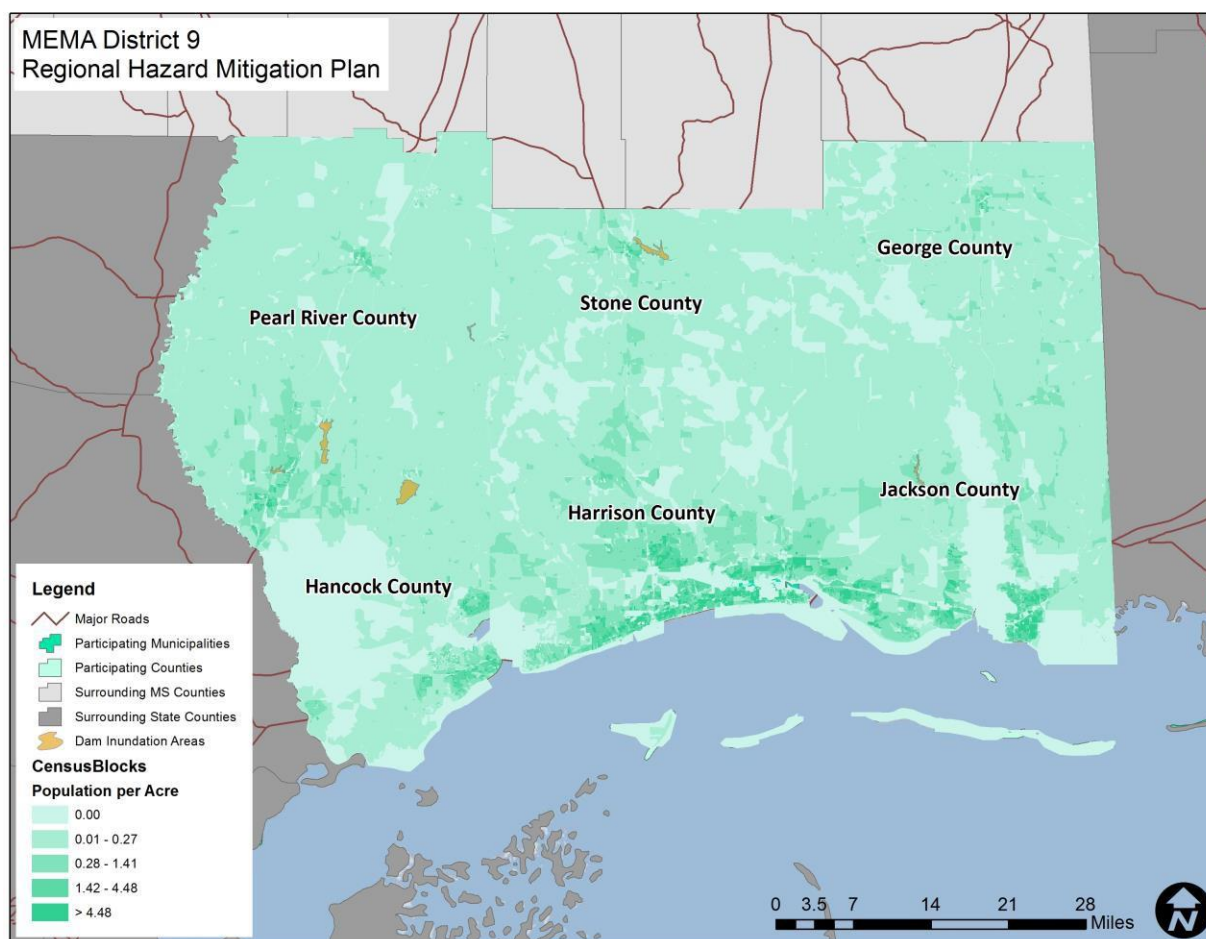 MEMA District 9
Regional Hazard Mitigation Plan
George County
Stone County
Pearl River County
Jackson County
Harrison County
Hancock County
Legend
Major Roads
Participating Municipalities
Participating Counties
Surrounding MS Counties
Surrounding State Counties
Dam Inundation Areas
CensusBlocks
Population per Acre
0.00
0.01 - 0.27
0.28 - 1.41
1.42 - 4.48
> 4.48
0 3.5 7 14 21 28
Miles
N